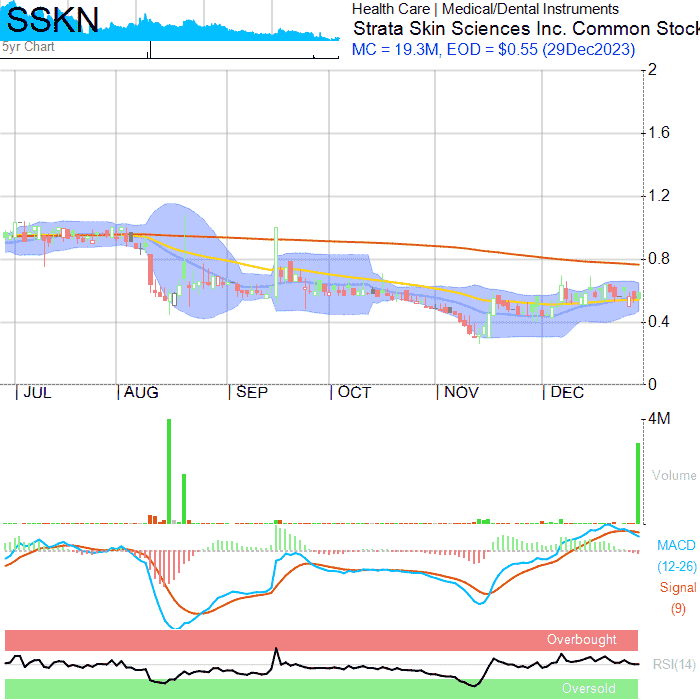 SSKN
5yr Chart
Health Care | Medical/Dental Instruments
Strata Skin Sciences Inc. Common Stock
MC = 19.3M, EOD = $0.55 (29Dec2023)
2
1.6
1.2
0.8
0.4
0
| JUL | AUG | SEP | OCT | NOV | DEC
4M
Volume
MACD
(12-26)
Signal
(9)
Overbought
RSI(14)
Oversold